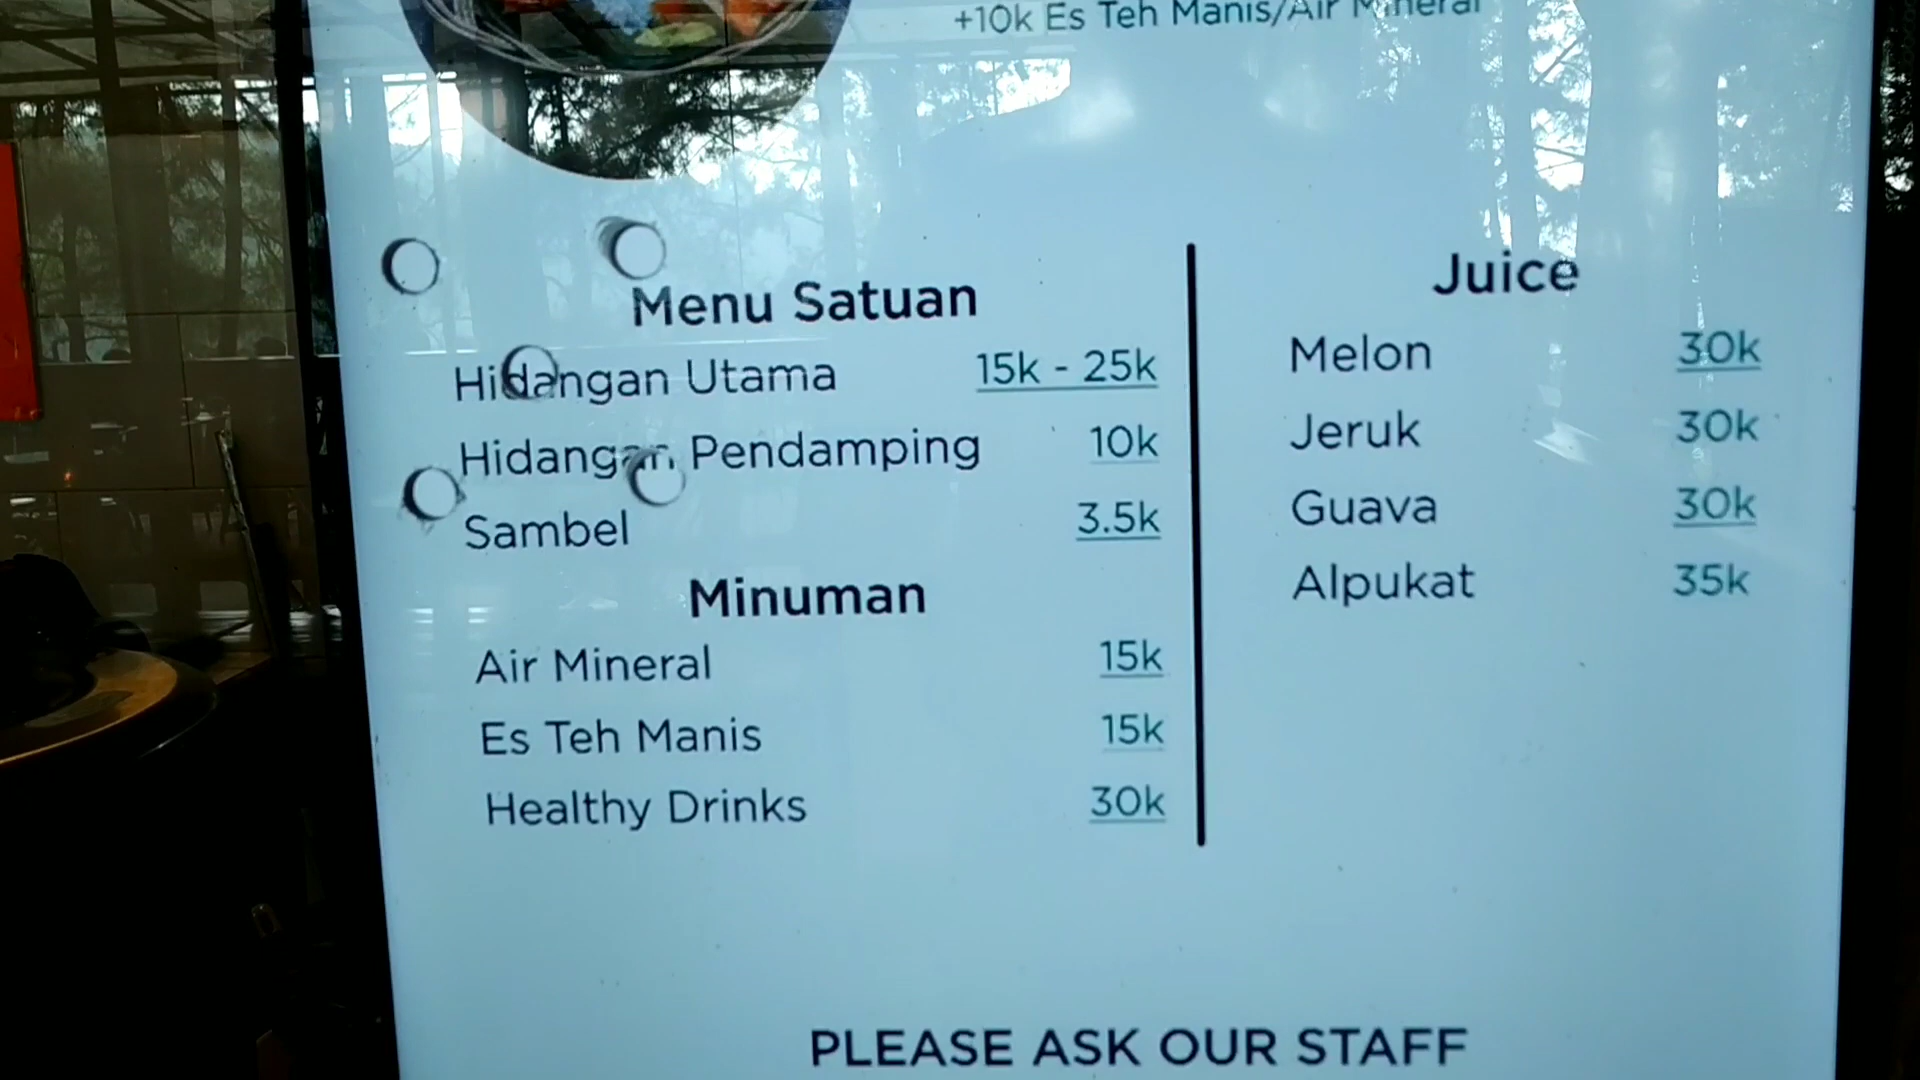 +10k Es Teh Manis/Air Mineral
Menu Satuan
Hidangan Utama 15k - 25k
Hidangan Pendamping 10k
Sambel 3.5k
Minuman
Air Mineral 15k
Es Teh Manis 15k
Healthy Drinks 30k
Juice
Melon 30k
Jeruk 30k
Guava 30k
Alpukat 35k
PLEASE ASK OUR STAFF